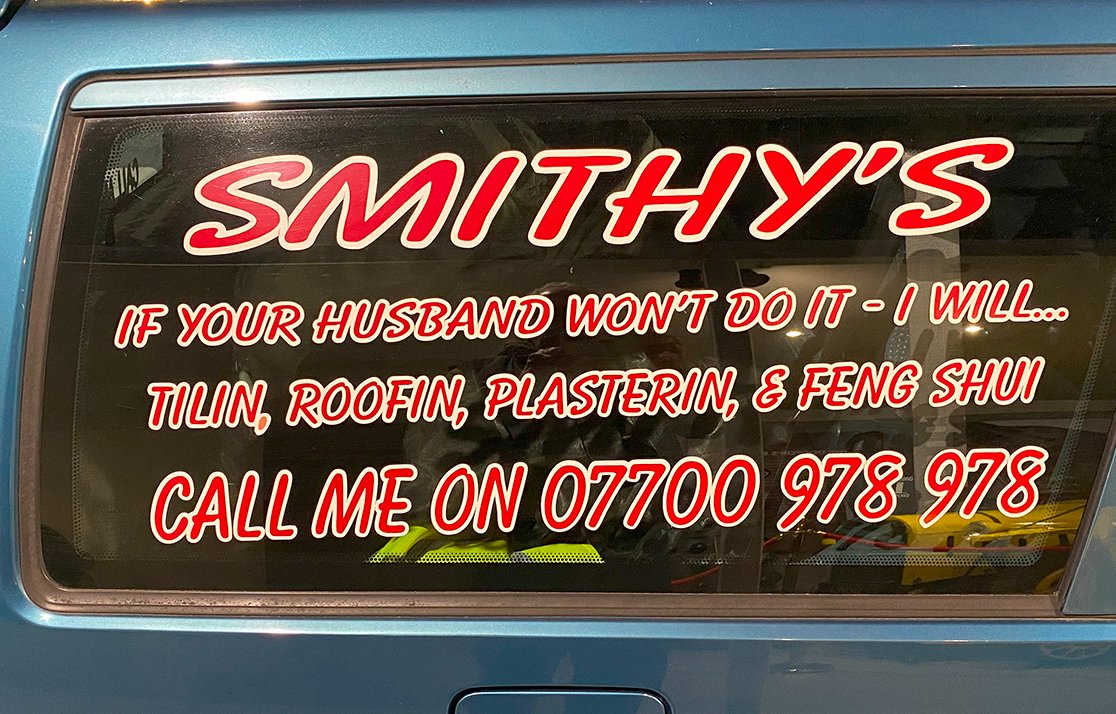 SMITHY'S
IF YOUR HUSBAND WON'T DO IT - I WILL...
TILIN, ROOFIN, PLASTERIN, & FENG SHUI
CALL ME ON 07700 978 978